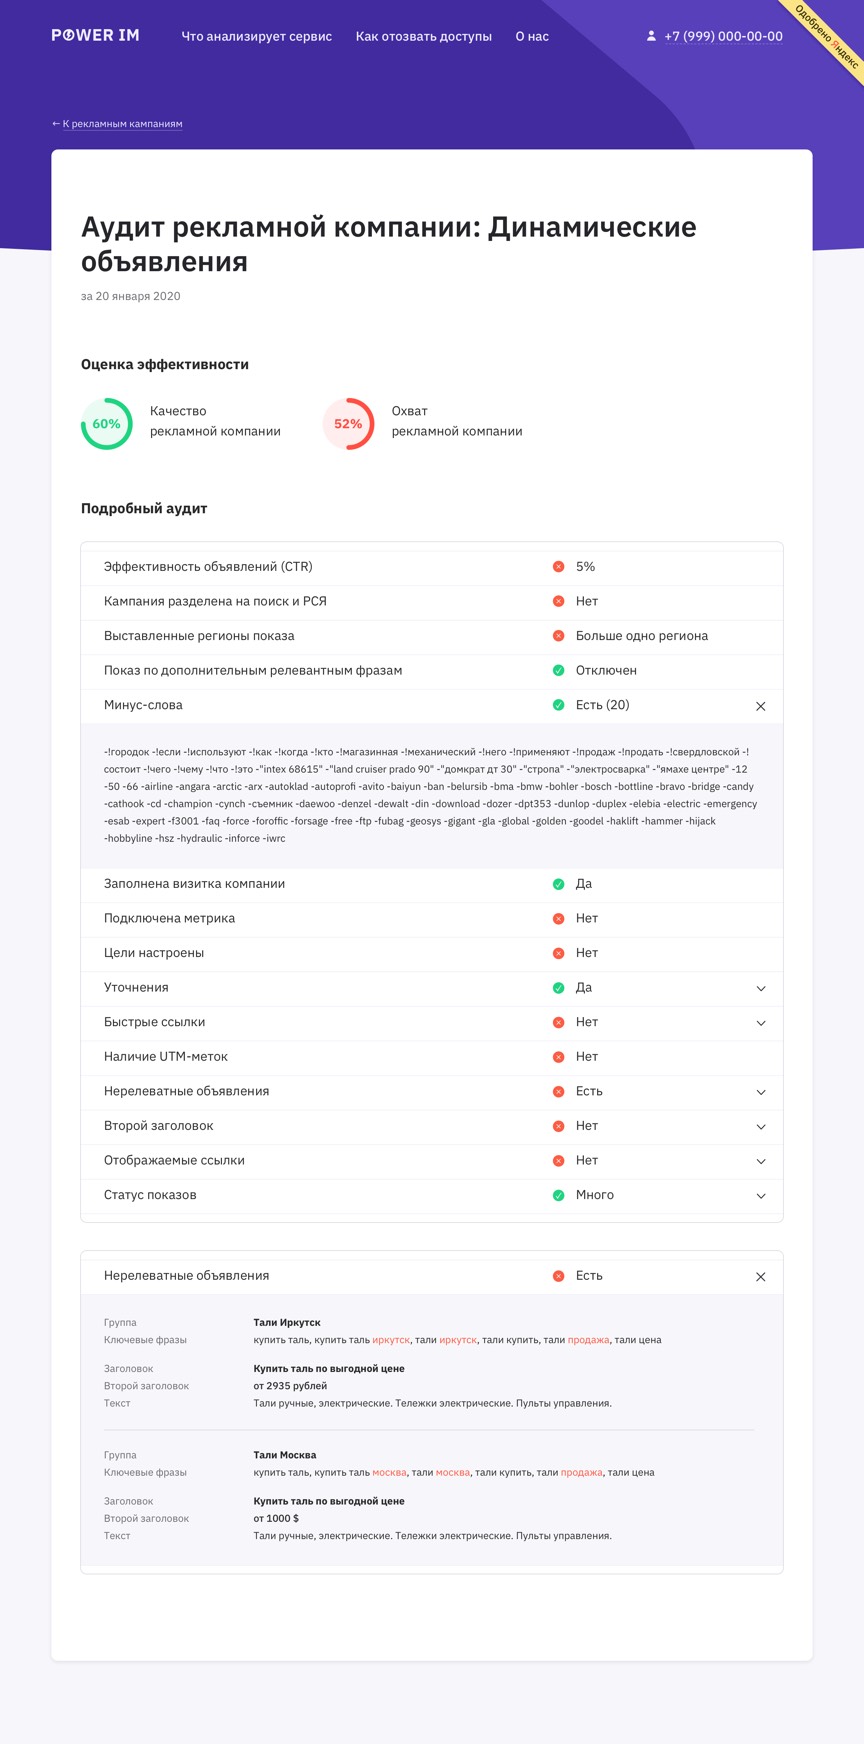 POWER IM
Что анализирует сервис
Как отозвать доступы
О нас
+7 (999) 000-00-00
Одобрено Яндекс
← К рекламным кампаниям
Аудит рекламной компании: Динамические
объявления
за 20 января 2020
Оценка эффективности
60%
Качество
рекламной компании
52%
Охват
рекламной компании
Подробный аудит
Эффективность объявлений (CTR) 5%
Кампания разделена на поиск и РСЯ Нет
Выставленные регионы показа Больше одно региона
Показ по дополнительным релевантным фразам Отключен
Минус-слова Есть (20)
-!городок -!если -!используют -!как -!когда -!кто -!магазинная -!механический -!него -!применяют -!продаж -!продать -!свердловской -!
состоит -!чего -!чему -!что -!это -"intex 68615" -"land cruiser prado 90" -"домкрат дт 30" -"стропа" -"электросварка" -"ямахе центре" -12
-50 -66 -airline -angara -arctic -arx -autoklad -autoprofi -avito -baiyun -ban -belursib -bma -bmw -bohler -bosch -bottline -bravo -bridge -candy
-cathook -cd -champion -cynch -съемник -daewoo -denzel -dewalt -din -download -dozer -dpt353 -dunlop -duplex -elebia -electric -emergency
-esab -expert -f3001 -faq -force -foroffic -forsage -free -ftp -fubag -geosys -gigant -gla -global -golden -goodel -haklift -hammer -hijack
-hobbyline -hsz -hydraulic -inforce -iwrc
Заполнена визитка компании Да
Подключена метрика Нет
Цели настроены Нет
Уточнения Да
Быстрые ссылки Нет
Наличие UTM-меток Нет
Нерелеватные объявления Есть
Второй заголовок Нет
Отображаемые ссылки Нет
Статус показов Много
Нерелеватные объявления Есть
Группа Тали Иркутск
Ключевые фразы купить таль, купить таль иркутск, тали иркутск, тали купить, тали продажа, тали цена
Заголовок Купить таль по выгодной цене
Второй заголовок от 2935 рублей
Текст Тали ручные, электрические. Тележки электрические. Пульты управления.
Группа Тали Москва
Ключевые фразы купить таль, купить таль москва, тали москва, тали купить, тали продажа, тали цена
Заголовок Купить таль по выгодной цене
Второй заголовок от 1000 $
Текст Тали ручные, электрические. Тележки электрические. Пульты управления.